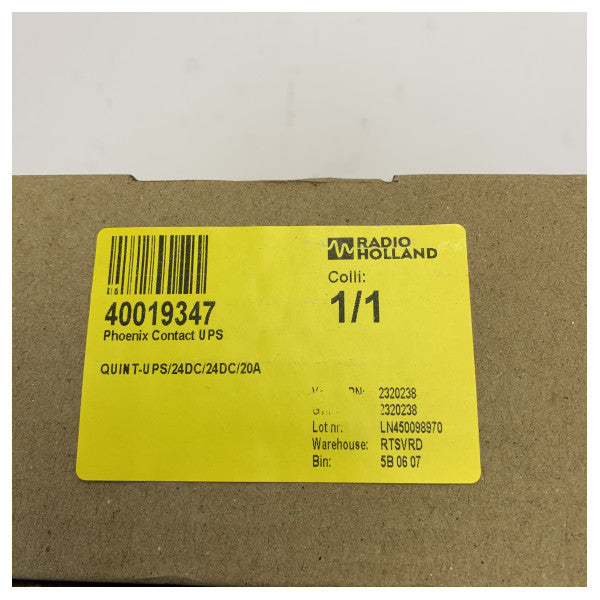 RADIO
HOLLAND
Colli:
1/1
40019347
Phoenix Contact UPS
QUINT-UPS/24DC/24DC/20A
2320238
2320238
Lot nr: LN450098970
Warehouse: RTSVRD
Bin: 5B 06 07